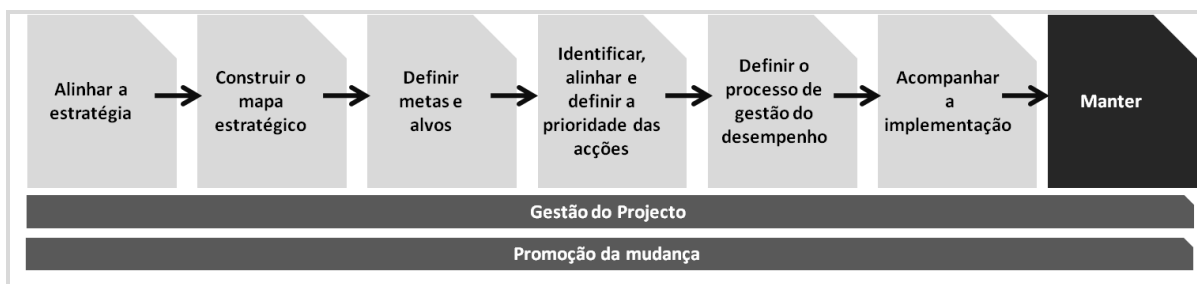 Alinhar a
estratégia
Construir o
mapa
estratégico
Definir
metas e
alvos
Identificar,
alinhar e
definir a
prioridade das
acções
Definir o
processo de
gestão do
desempenho
Acompanhar
a
implementação
Manter
Gestão do Projecto
Promoção da mudança